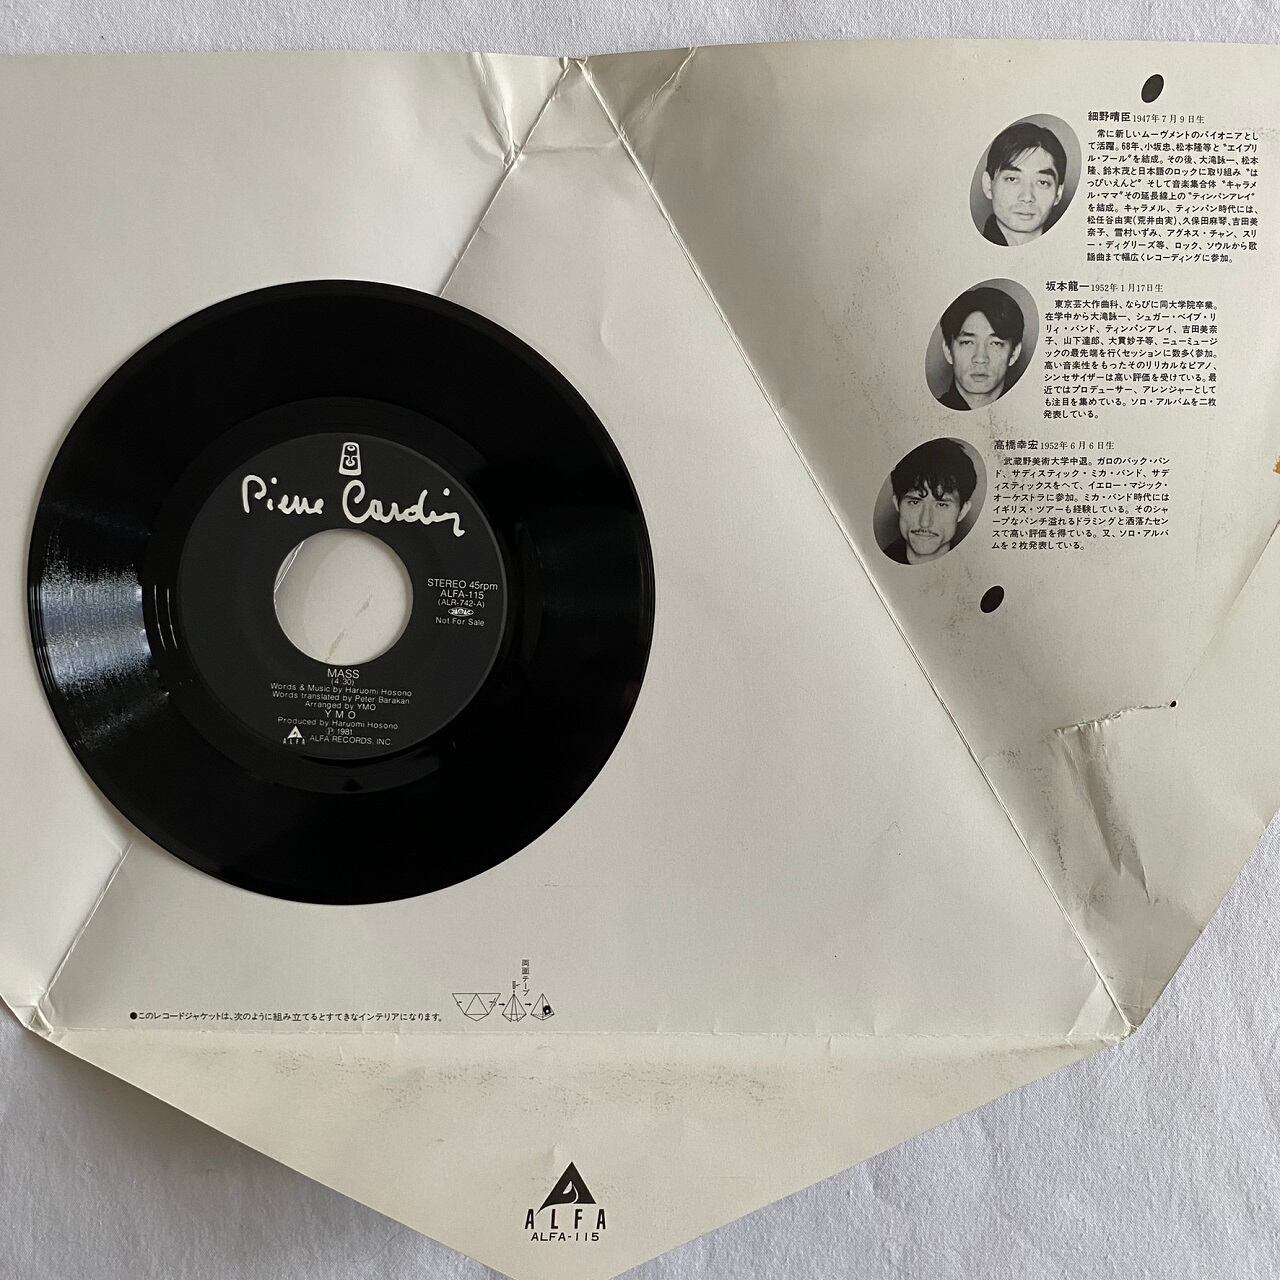 Pierre Cardin
STEREO 45rpm
ALFA-115
(ALR-742-A)
Not For Sale
MASS
(4:30)
Words & Music by Haruomi Hosono
Words translated by Peter Barakan
Arranged by YMO
Y M O
Produced by Haruomi Hosono
Ⓟ 1981
ALFA ALFA RECORDS, INC.
細野晴臣 1947年7月9日生
常に新しいムーヴメントのパイオニアとし
て活躍。68年、小坂忠、松本隆等と“エイプリ
ル・フール”を結成。その後、大滝詠一、松本
隆、鈴木茂と日本語のロックに取り組み“は
っぴいえんど” そして音楽集合体 “キャラメ
ル・ママ”その延長線上の“ティンパンアレイ”
を結成。キャラメル、ティンパン時代には、
松任谷由実(荒井由実)、久保田麻琴、吉田美
奈子、雪村いずみ、アグネス・チャン、スリ
ー・ディグリーズ等、ロック、ソウルから歌
謡曲まで幅広くレコーディングに参加。
坂本龍一 1952年1月17日生
東京芸大作曲科、ならびに同大学院卒業。
在学中から大滝詠一、シュガー・ベイブ・リ
リィ・バンド、ティンパンアレイ、吉田美奈
子、山下達郎、大貫妙子等、ニューミュージ
ックの最先端を行くセッションに数多く参加。
高い音楽性をもったそのリリカルなピアノ、
シンセサイザーは高い評価を受けている。最
近ではプロデューサー、アレンジャーとして
も注目を集めている。ソロ・アルバムを二枚
発表している。
高橋幸宏 1952年6月6日生
武蔵野美術大学中退。ガロのバック・バン
ド、サディスティック・ミカ・バンド、サデ
ィスティックスをへて、イエロー・マジック・
オーケストラに参加。ミカ・バンド時代には
イギリス・ツアーも経験している。そのシャ
ープなパンチ溢れるドラミングと洒落たセン
スで高い評価を得ている。又、ソロ・アルバ
ムを2枚発表している。
両面テープ
●このレコードジャケットは、次のように組み立てるとすてきなインテリアになります。
ALFA
ALFA-115